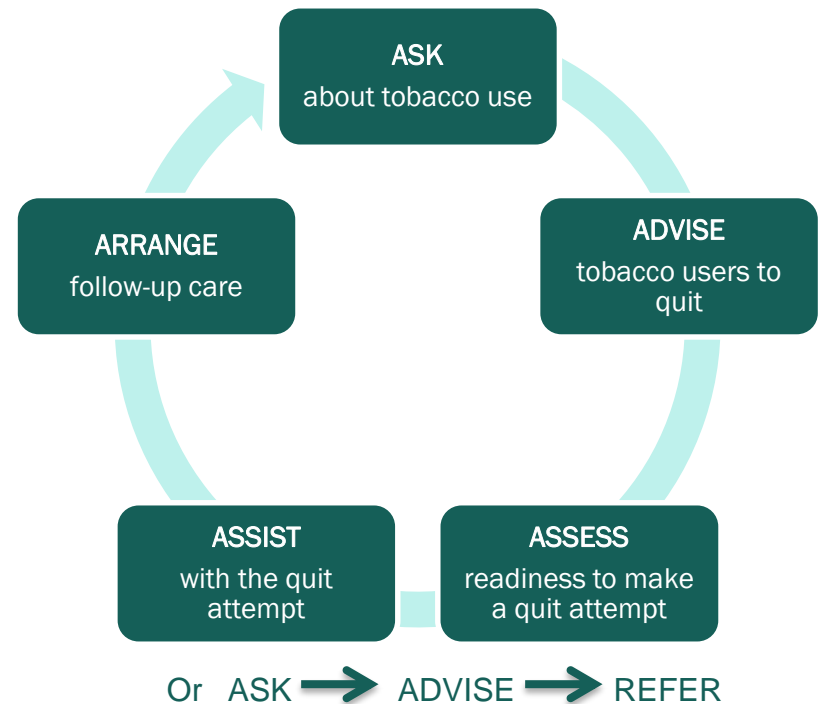 ASK
about tobacco use
ADVISE
tobacco users to
quit
ASSESS
readiness to make
a quit attempt
ASSIST
with the quit
attempt
ARRANGE
follow-up care
Or ASK ADVISE REFER